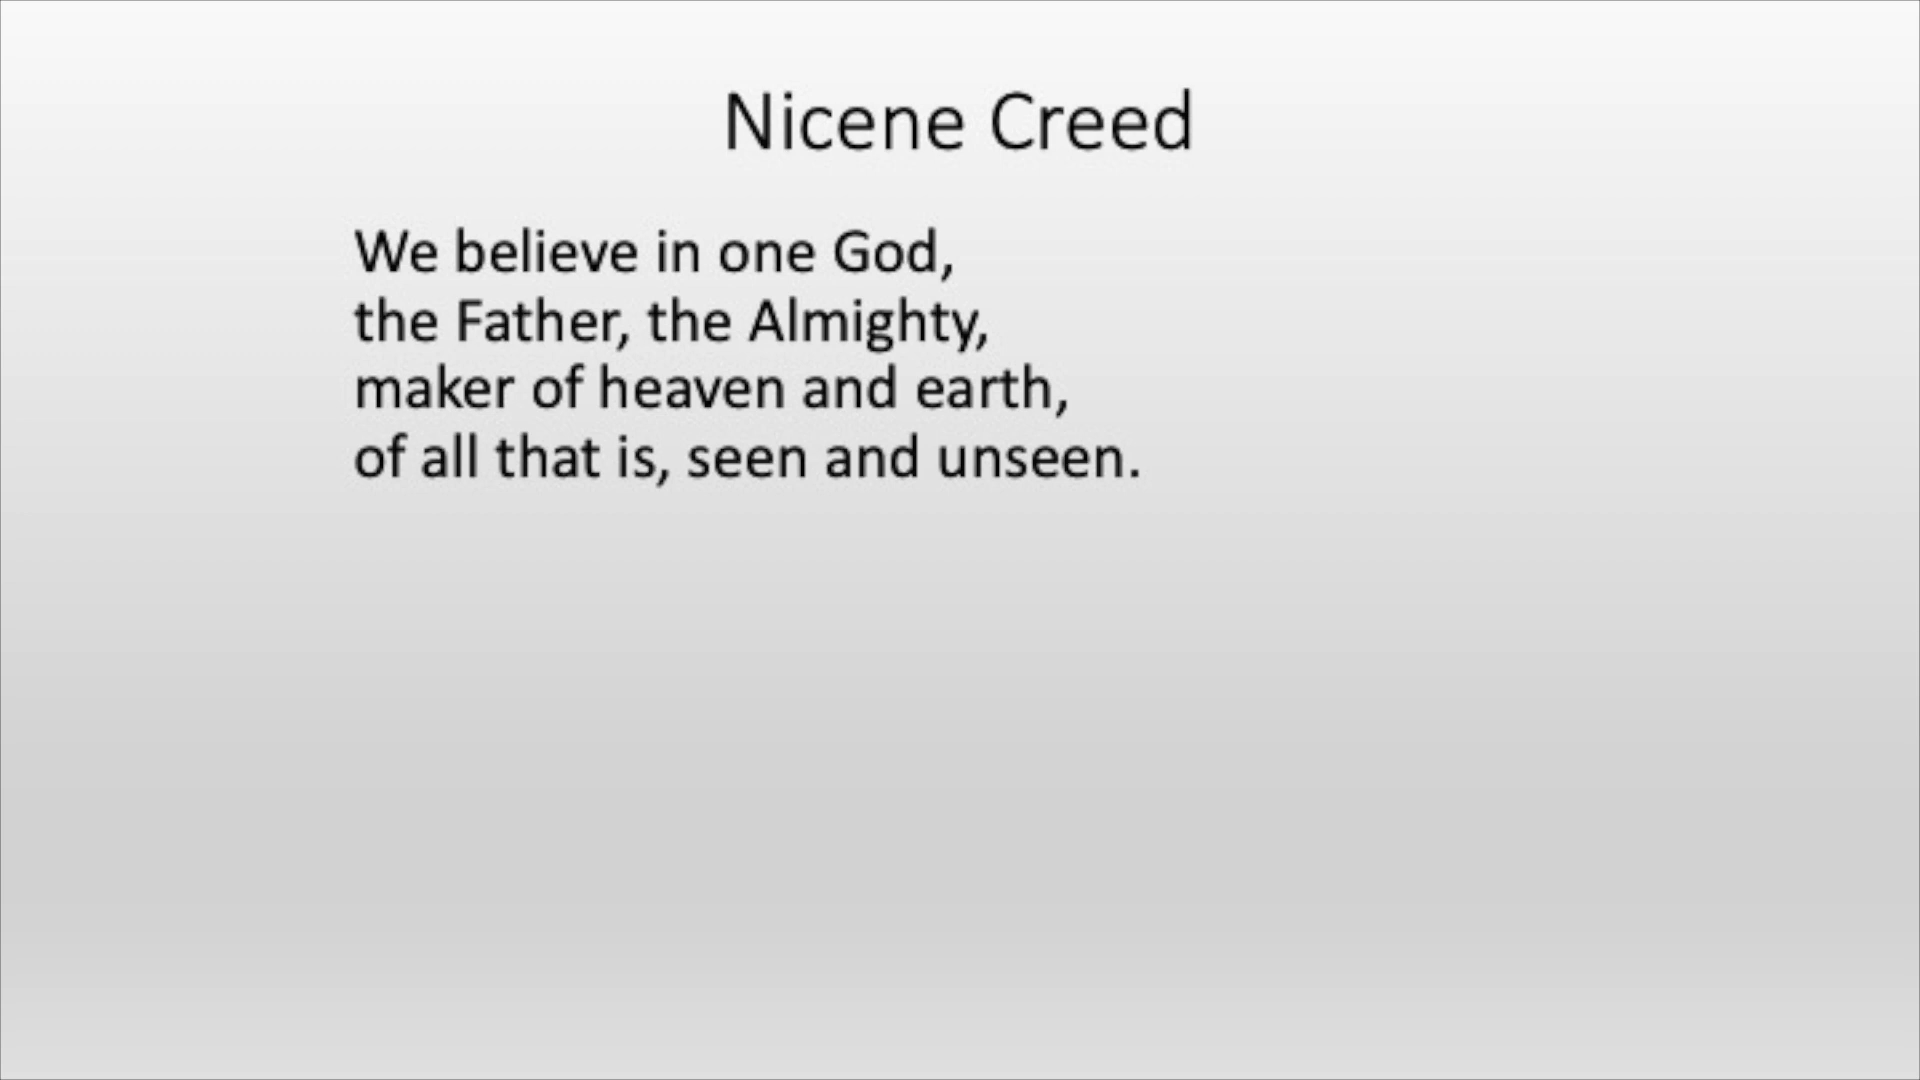 Nicene Creed
We believe in one God,
the Father, the Almighty,
maker of heaven and earth,
of all that is, seen and unseen.